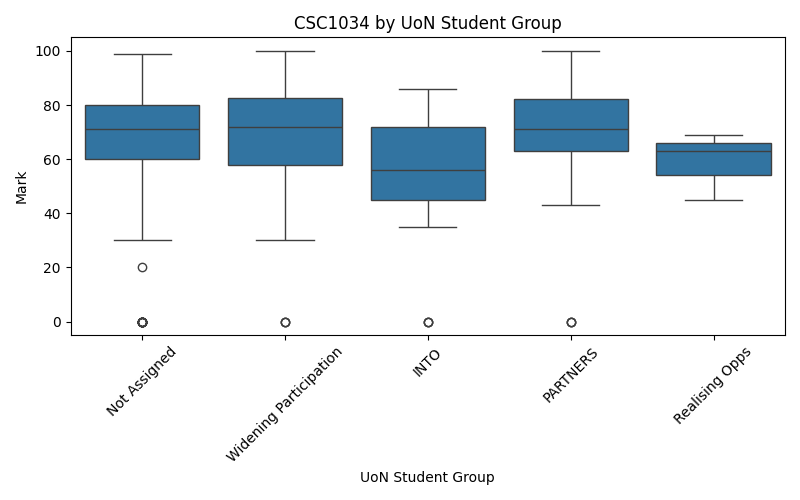 CSC1034 by UoN Student Group
Mark
100
80
60
40
20
0
Not Assigned
Widening Participation
INTO
PARTNERS
Realising Opps
UoN Student Group